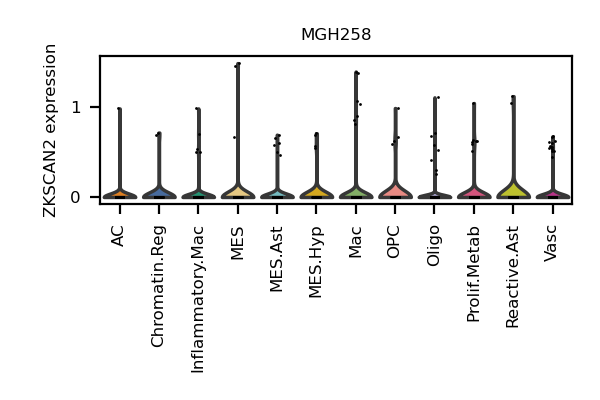 MGH258
ZKSCAN2 expression
1
0
AC
Chromatin.Reg
Inflammatory.Mac
MES
MES.Ast
MES.Hyp
Mac
OPC
Oligo
Prolif.Metab
Reactive.Ast
Vasc